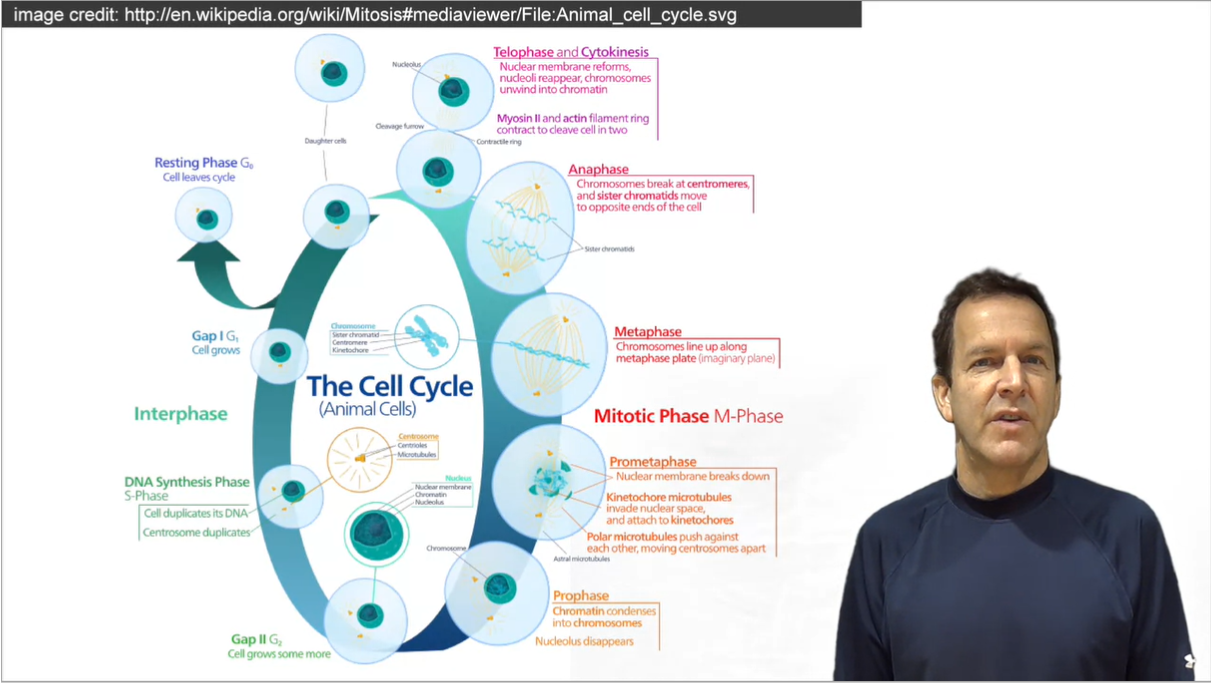 image credit: http://en.wikipedia.org/wiki/Mitosis#mediaviewer/File:Animal_cell_cycle.svg
Telophase and Cytokinesis
Nuclear membrane reforms,
nucleoli reappear, chromosomes
unwind into chromatin
Myosin II and actin filament ring
contract to cleave cell in two
Nucleolus
Cleavage furrow
Contractile ring
Daughter cells
Resting Phase G₀
Cell leaves cycle
Anaphase
Chromosomes break at centromeres,
and sister chromatids move
to opposite ends of the cell
Sister chromatids
Gap I G₁
Cell grows
Chromosome
Sister chromatid
Centromere
Kinetochore
Metaphase
Chromosomes line up along
metaphase plate (imaginary plane)
The Cell Cycle
(Animal Cells)
Interphase
Mitotic Phase M-Phase
Centrosome
Centrioles
Microtubules
Prometaphase
Nuclear membrane breaks down
Kinetochore microtubules
invade nuclear space,
and attach to kinetochores
Polar microtubules push against
each other, moving centrosomes apart
Astral microtubules
DNA Synthesis Phase
S-Phase
Cell duplicates its DNA
Centrosome duplicates
Nucleus
Nuclear membrane
Chromatin
Nucleolus
Chromosome
Prophase
Chromatin condenses
into chromosomes
Nucleolus disappears
Gap II G₂
Cell grows some more